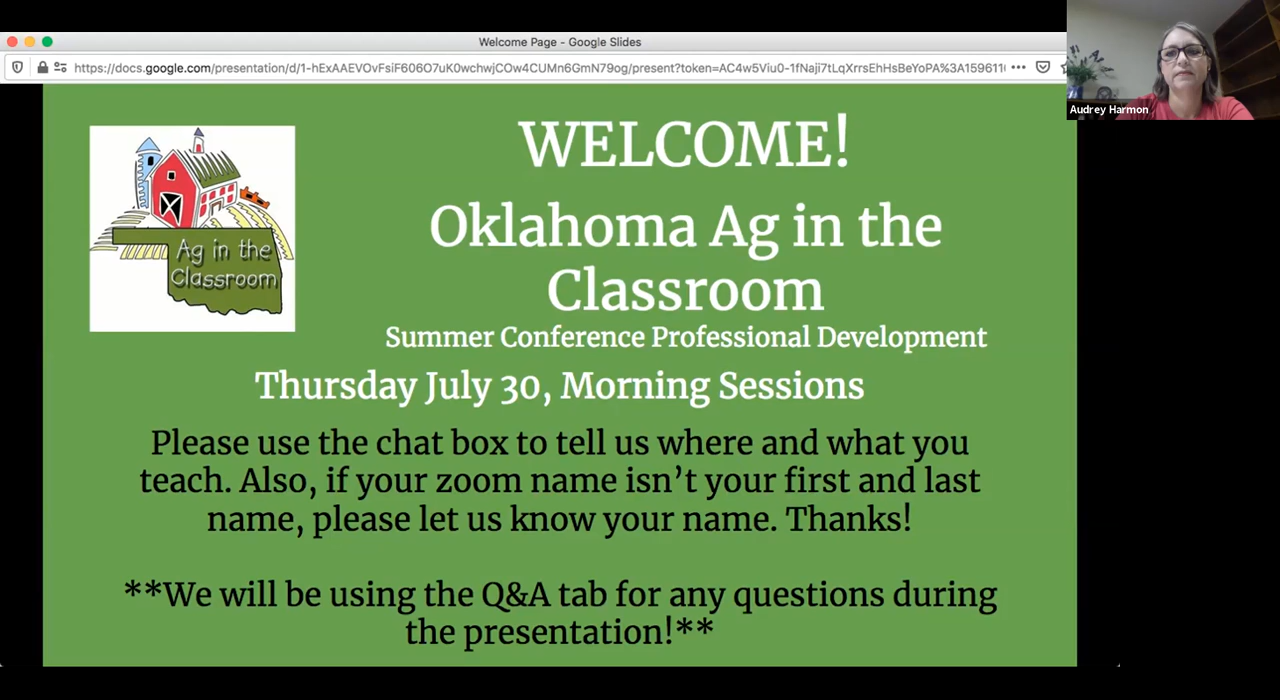 Welcome Page - Google Slides
https://docs.google.com/presentation/d/1-hExAAEVOvFsiF606O7uK0wchwjCOw4CUMn6GmN79og/present?token=AC4w5Viu0-1fNaji7tLqXrrsEhHsBeYoPA%3A159611
Audrey Harmon
WELCOME!
Ag in the
Classroom
Oklahoma Ag in the
Classroom
Summer Conference Professional Development
Thursday July 30, Morning Sessions
Please use the chat box to tell us where and what you
teach. Also, if your zoom name isn't your first and last
name, please let us know your name. Thanks!
**We will be using the Q&A tab for any questions during
the presentation!**